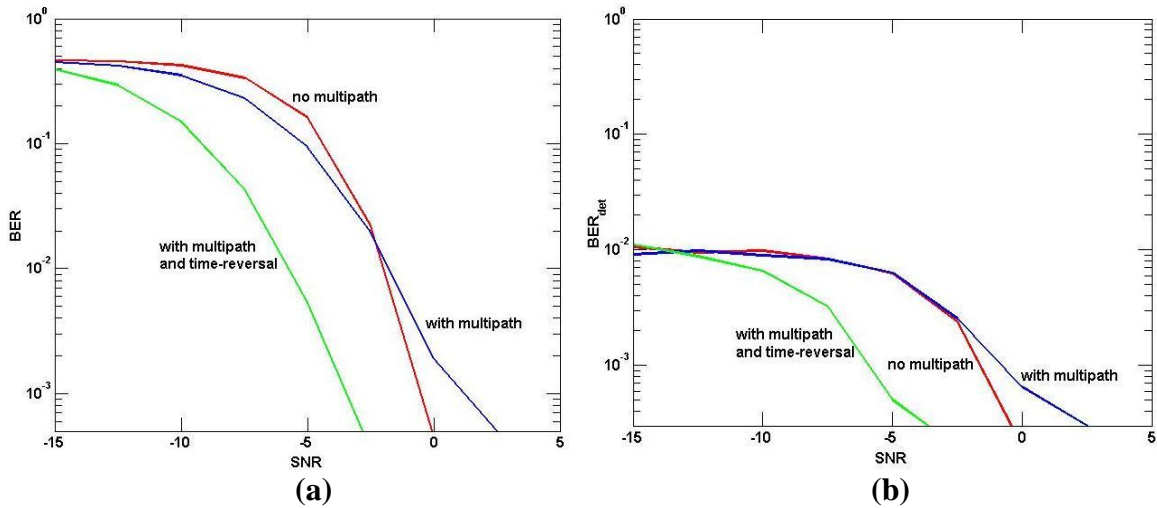 10^0
10^-1
10^-2
10^-3
BER
-15 -10 -5 0 5
SNR
no multipath
with multipath
and time-reversal
with multipath
(a)
10^0
10^-1
10^-2
10^-3
BER_det
-15 -10 -5 0 5
SNR
with multipath
and time-reversal
no multipath
with multipath
(b)